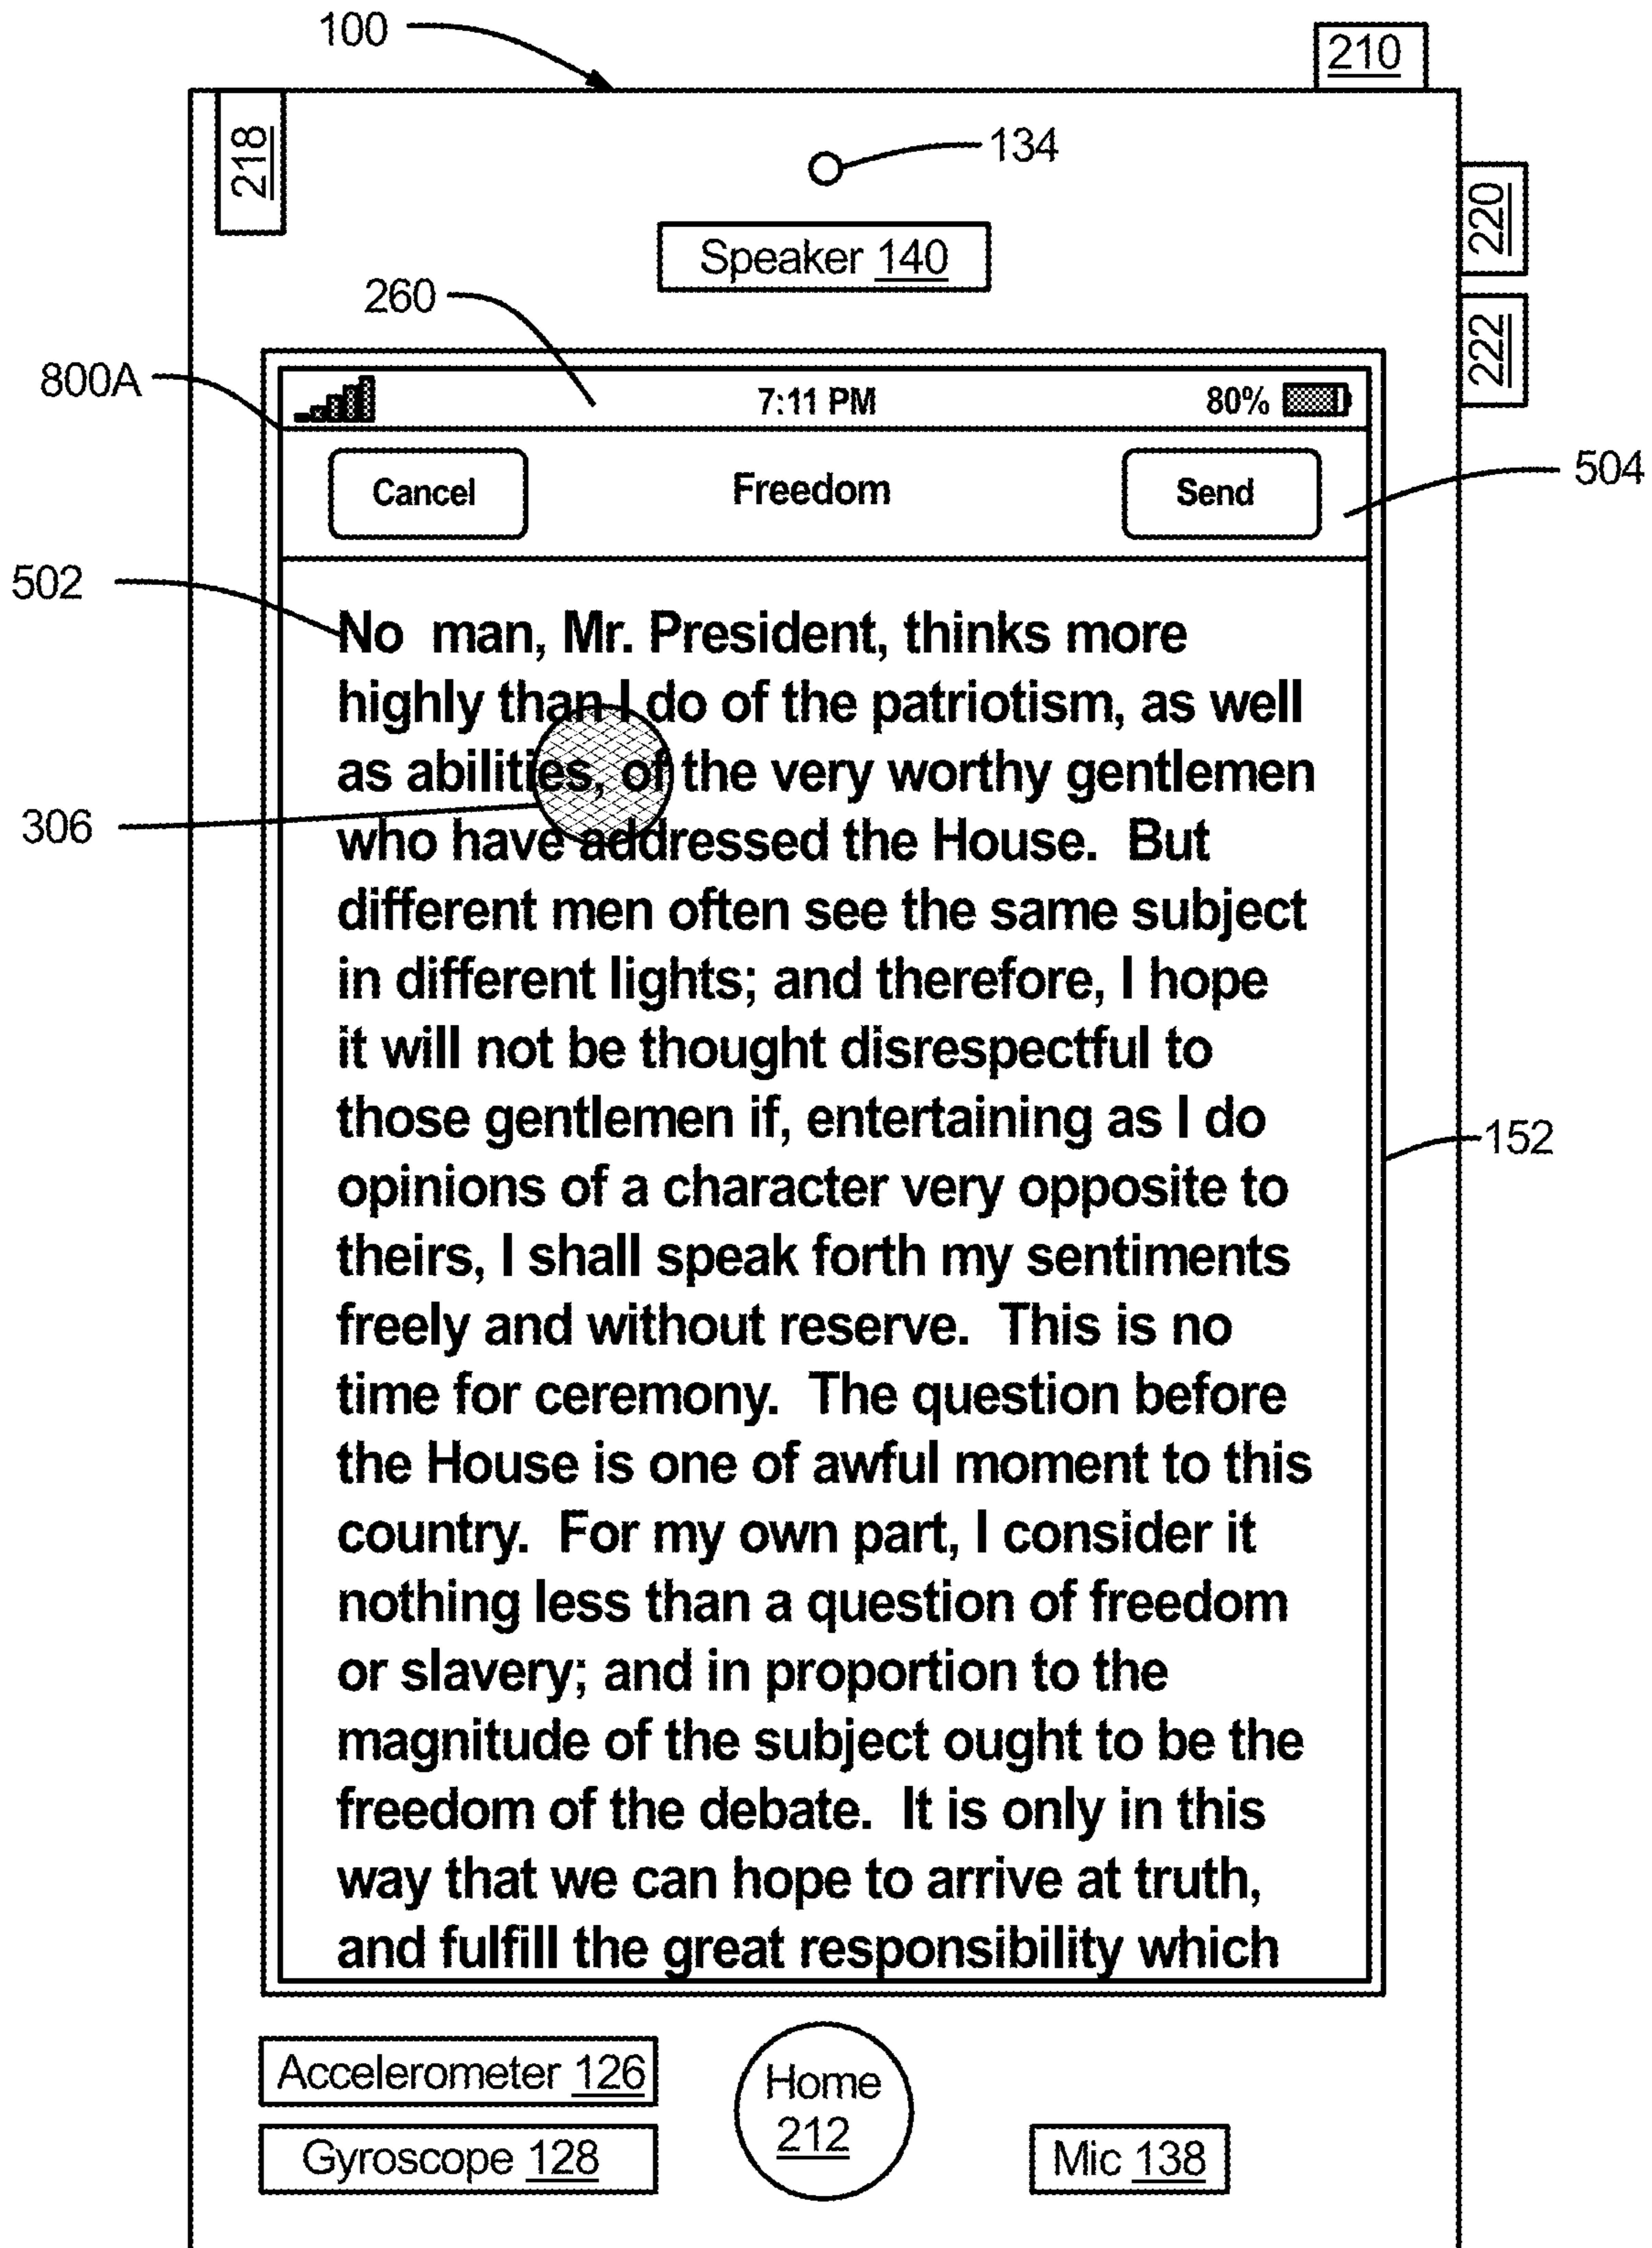 100
210
218
134
220
Speaker 140
260
222
800A
7:11 PM
80%
504
Cancel
Freedom
Send
502
No  man, Mr. President, thinks more
highly than I do of the patriotism, as well
as abilities, of the very worthy gentlemen
306
who have addressed the House.  But
different men often see the same subject
in different lights; and therefore, I hope
it will not be thought disrespectful to
those gentlemen if, entertaining as I do
152
opinions of a character very opposite to
theirs, I shall speak forth my sentiments
freely and without reserve.  This is no
time for ceremony.  The question before
the House is one of awful moment to this
country.  For my own part, I consider it
nothing less than a question of freedom
or slavery; and in proportion to the
magnitude of the subject ought to be the
freedom of the debate.  It is only in this
way that we can hope to arrive at truth,
and fulfill the great responsibility which
Accelerometer 126
Home
212
Gyroscope 128
Mic 138